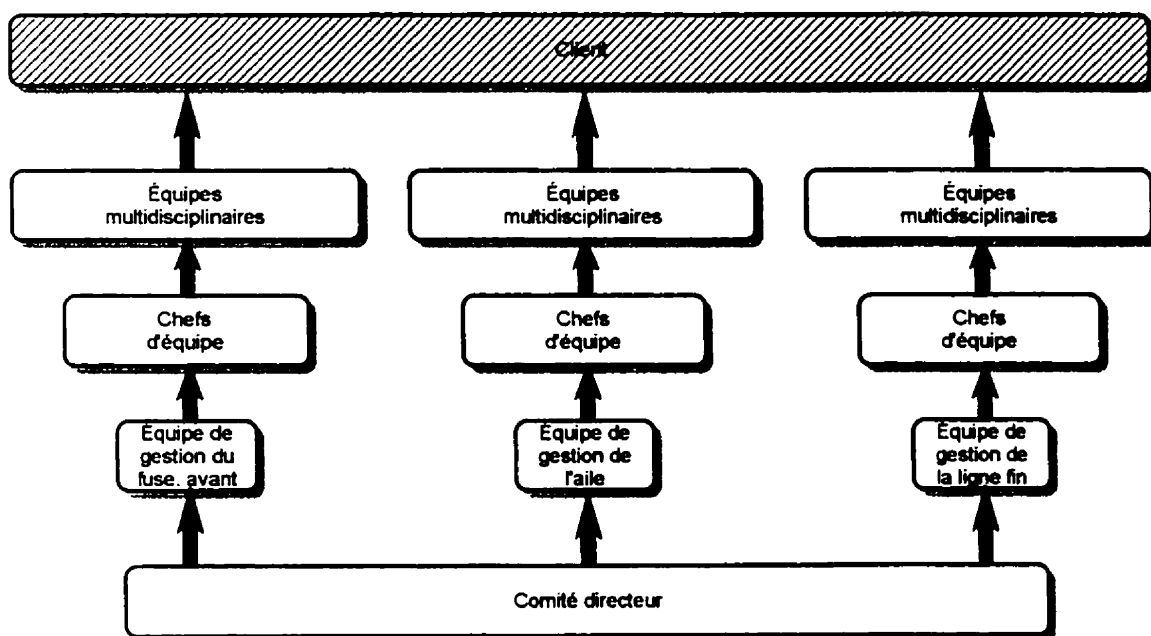 Client
Équipes
multidisciplinaires
Équipes
multidisciplinaires
Équipes
multidisciplinaires
Chefs
d'équipe
Chefs
d'équipe
Chefs
d'équipe
Équipe de
gestion du
fuse. avant
Équipe de
gestion de
l'aile
Équipe de
gestion de
la ligne fin
Comité directeur